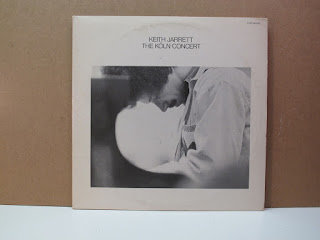 KEITH JARRETT
THE KÖLN CONCERT